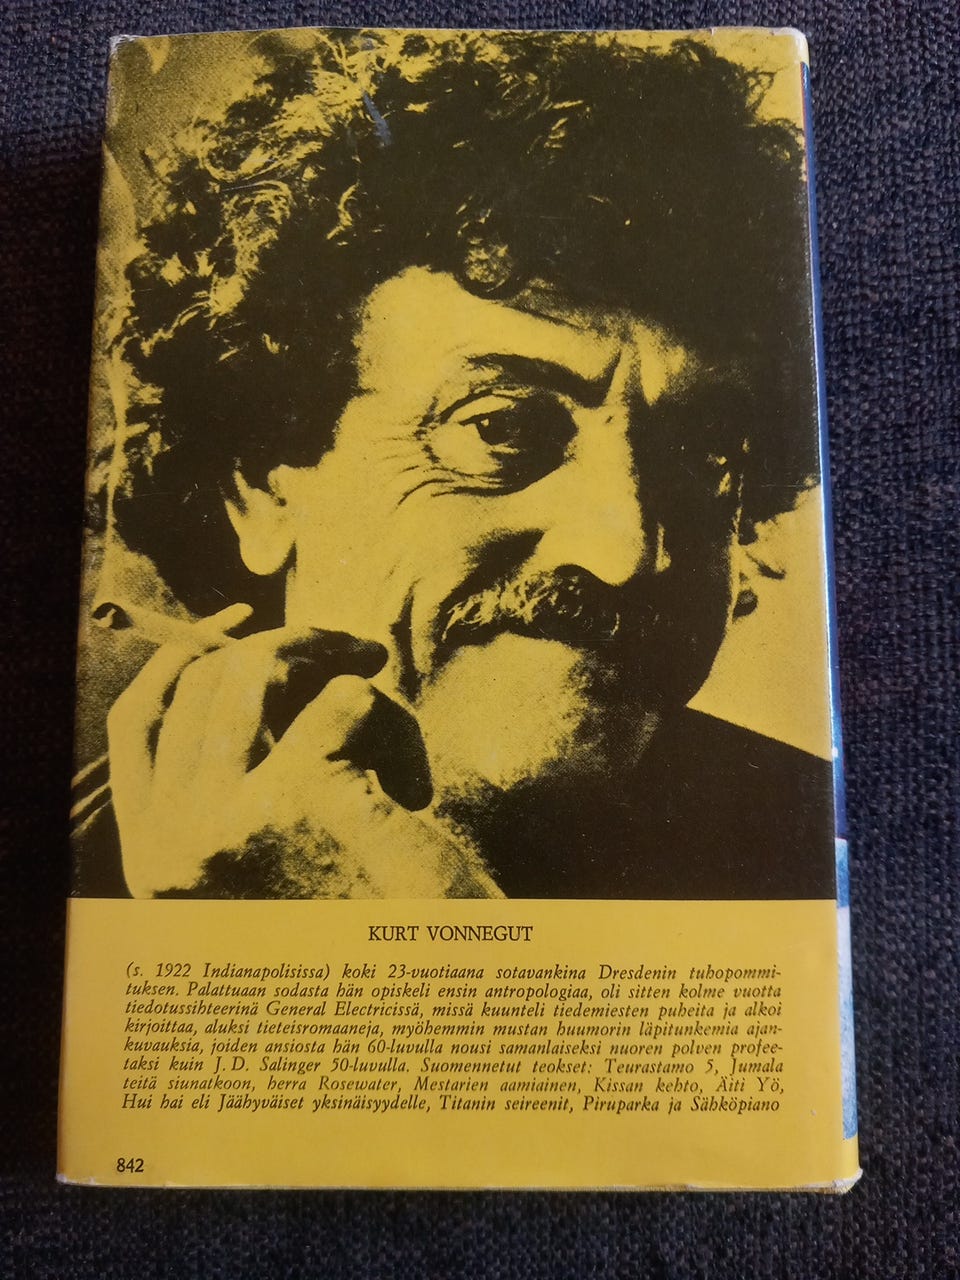 KURT VONNEGUT
(s. 1922 Indianapolisissa) koki 23-vuotiaana sotavankina Dresdenin tuhopommi-
tuksen. Palattuaan sodasta hän opiskeli ensin antropologiaa, oli sitten kolme vuotta
tiedotussihteerinä General Electricissä, missä kuunteli tiedemiesten puheita ja alkoi
kirjoittaa, aluksi tieteisromaaneja, myöhemmin mustan huumorin läpitunkemia ajan-
kuvauksia, joiden ansiosta hän 60-luvulla nousi samanlaiseksi nuoren polven profee-
taksi kuin J. D. Salinger 50-luvulla. Suomennetut teokset: Teurastamo 5, Jumala
teitä siunatkoon, herra Rosewater, Mestarien aamiainen, Kissan kehto, Äiti Yö,
Hui hai eli Jäähyväiset yksinäisyydelle, Titanin seireenit, Piruparka ja Sähköpiano
842